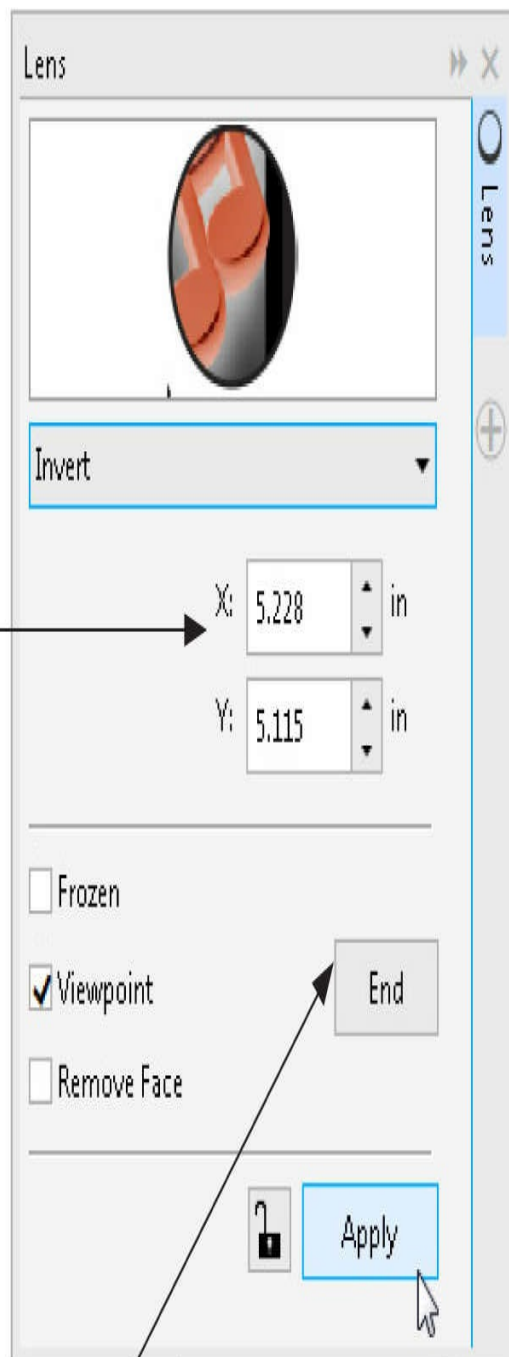 Lens
Lens
Invert
X: 5.228 in
Y: 5.115 in
Frozen
Viewpoint End
Remove Face
Apply